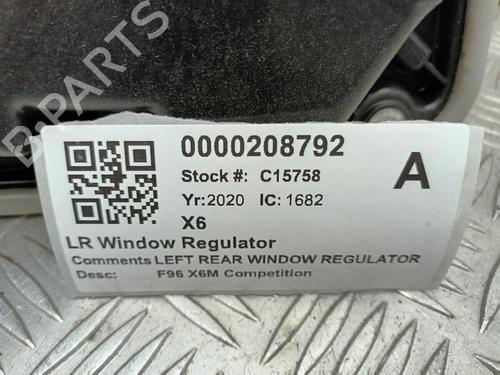 0000208792
Stock #: C15758
A
Yr:2020 IC: 1682
X6
LR Window Regulator
Comments LEFT REAR WINDOW REGULATOR
Desc: F96 X6M Competition
B-PARTS